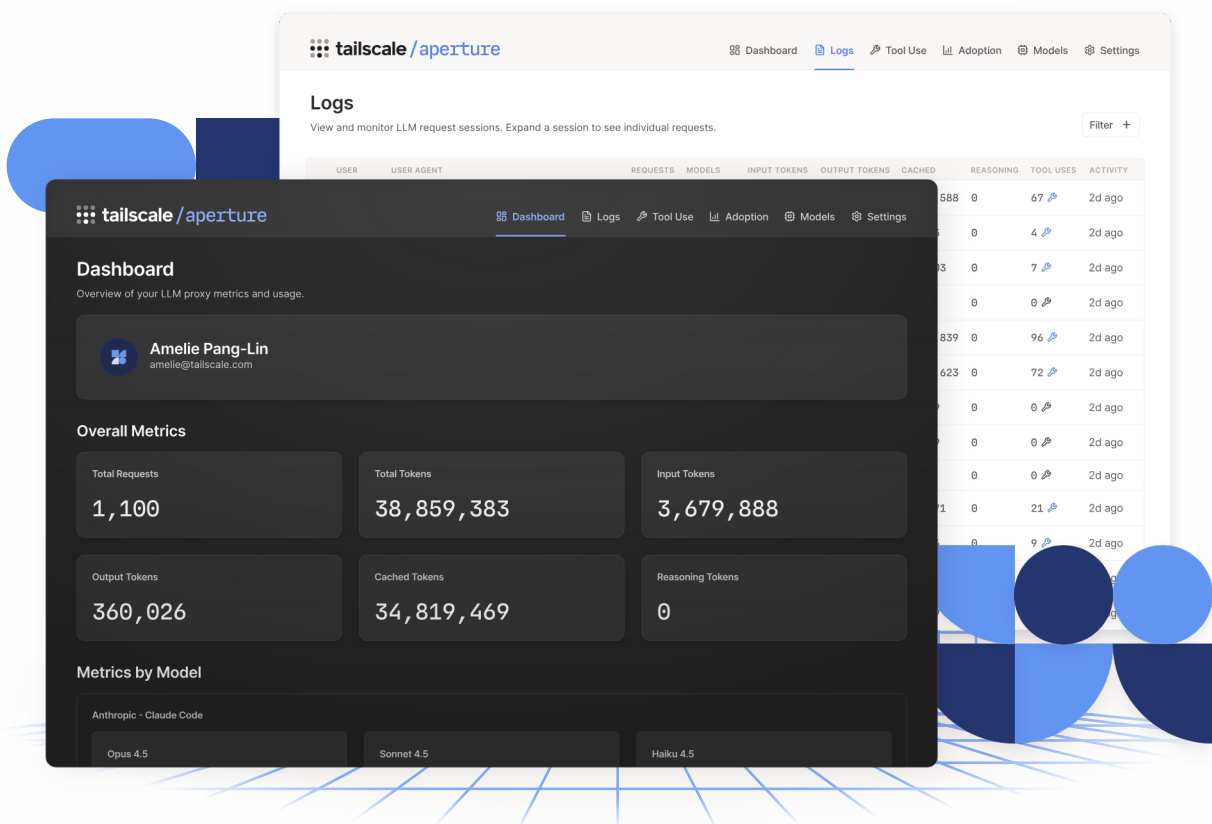 tailscale/aperture
Dashboard Logs Tool Use Adoption Models Settings
Logs
View and monitor LLM request sessions. Expand a session to see individual requests.
Filter +
USER USER AGENT REQUESTS MODELS INPUT TOKENS OUTPUT TOKENS CACHED REASONING TOOL USES ACTIVITY
588 0 67 2d ago
0 4 2d ago
0 7 2d ago
0 0 2d ago
839 0 96 2d ago
623 0 72 2d ago
0 0 2d ago
0 0 2d ago
0 0 2d ago
0 21 2d ago
0 9 2d ago
tailscale/aperture
Dashboard Logs Tool Use Adoption Models Settings
Dashboard
Overview of your LLM proxy metrics and usage.
Amelie Pang-Lin
amelie@tailscale.com
Overall Metrics
Total Requests Total Tokens Input Tokens
1,100 38,859,383 3,679,888
Output Tokens Cached Tokens Reasoning Tokens
360,026 34,819,469 0
Metrics by Model
Anthropic - Claude Code
Opus 4.5 Sonnet 4.5 Haiku 4.5